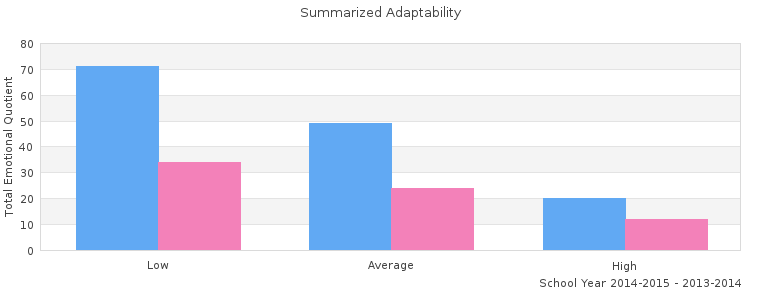 Summarized Adaptability
Total Emotional Quotient
80
70
60
50
40
30
20
10
0
Low
Average
High
School Year 2014-2015 - 2013-2014